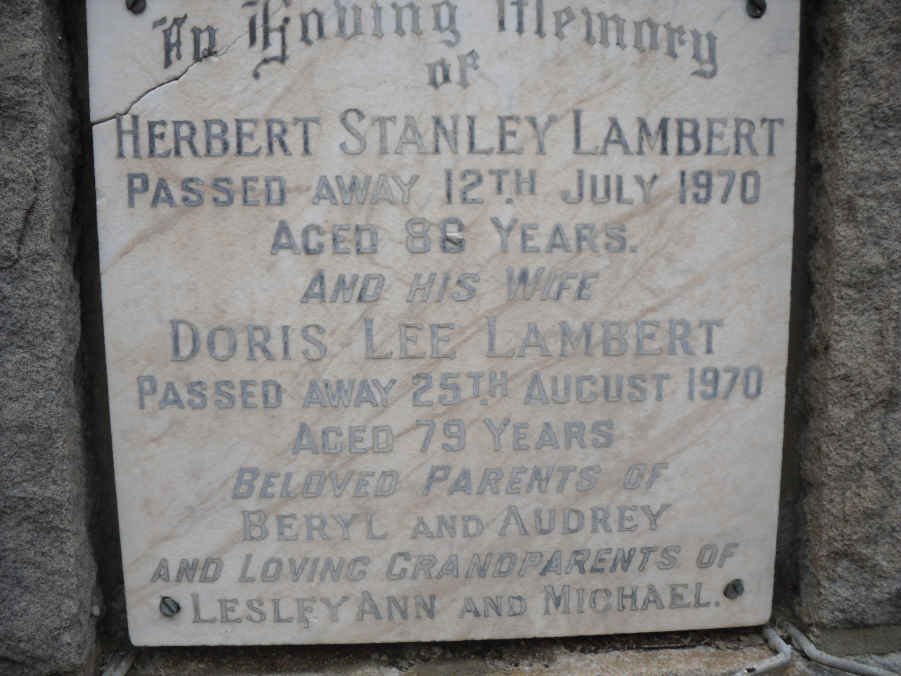 In Loving Memory
of
HERBERT STANLEY LAMBERT
PASSED AWAY 12TH JULY 1970
AGED 86 YEARS.
AND HIS WIFE
DORIS LEE LAMBERT
PASSED AWAY 25TH AUGUST 1970
AGED 79 YEARS
BELOVED PARENTS OF
BERYL AND AUDREY
AND LOVING GRANDPARENTS OF
LESLEY ANN AND MICHAEL.